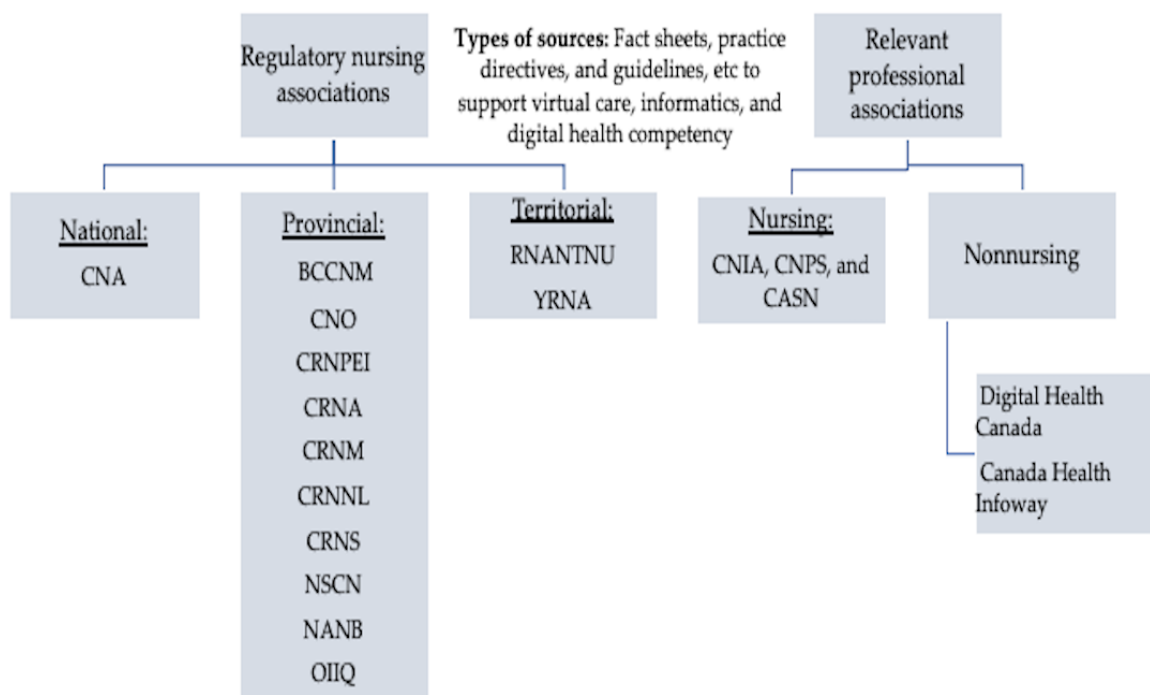 Regulatory nursing
associations
Types of sources: Fact sheets, practice
directives, and guidelines, etc to
support virtual care, informatics, and
digital health competency
Relevant
professional
associations
National:
CNA
Provincial:
BCCNM
CNO
CRNPEI
CRNA
CRNM
CRNNL
CRNS
NSCN
NANB
OIIQ
Territorial:
RNANTNU
YRNA
Nursing:
CNIA, CNPS, and
CASN
Nonnursing
Digital Health
Canada
Canada Health
Infoway